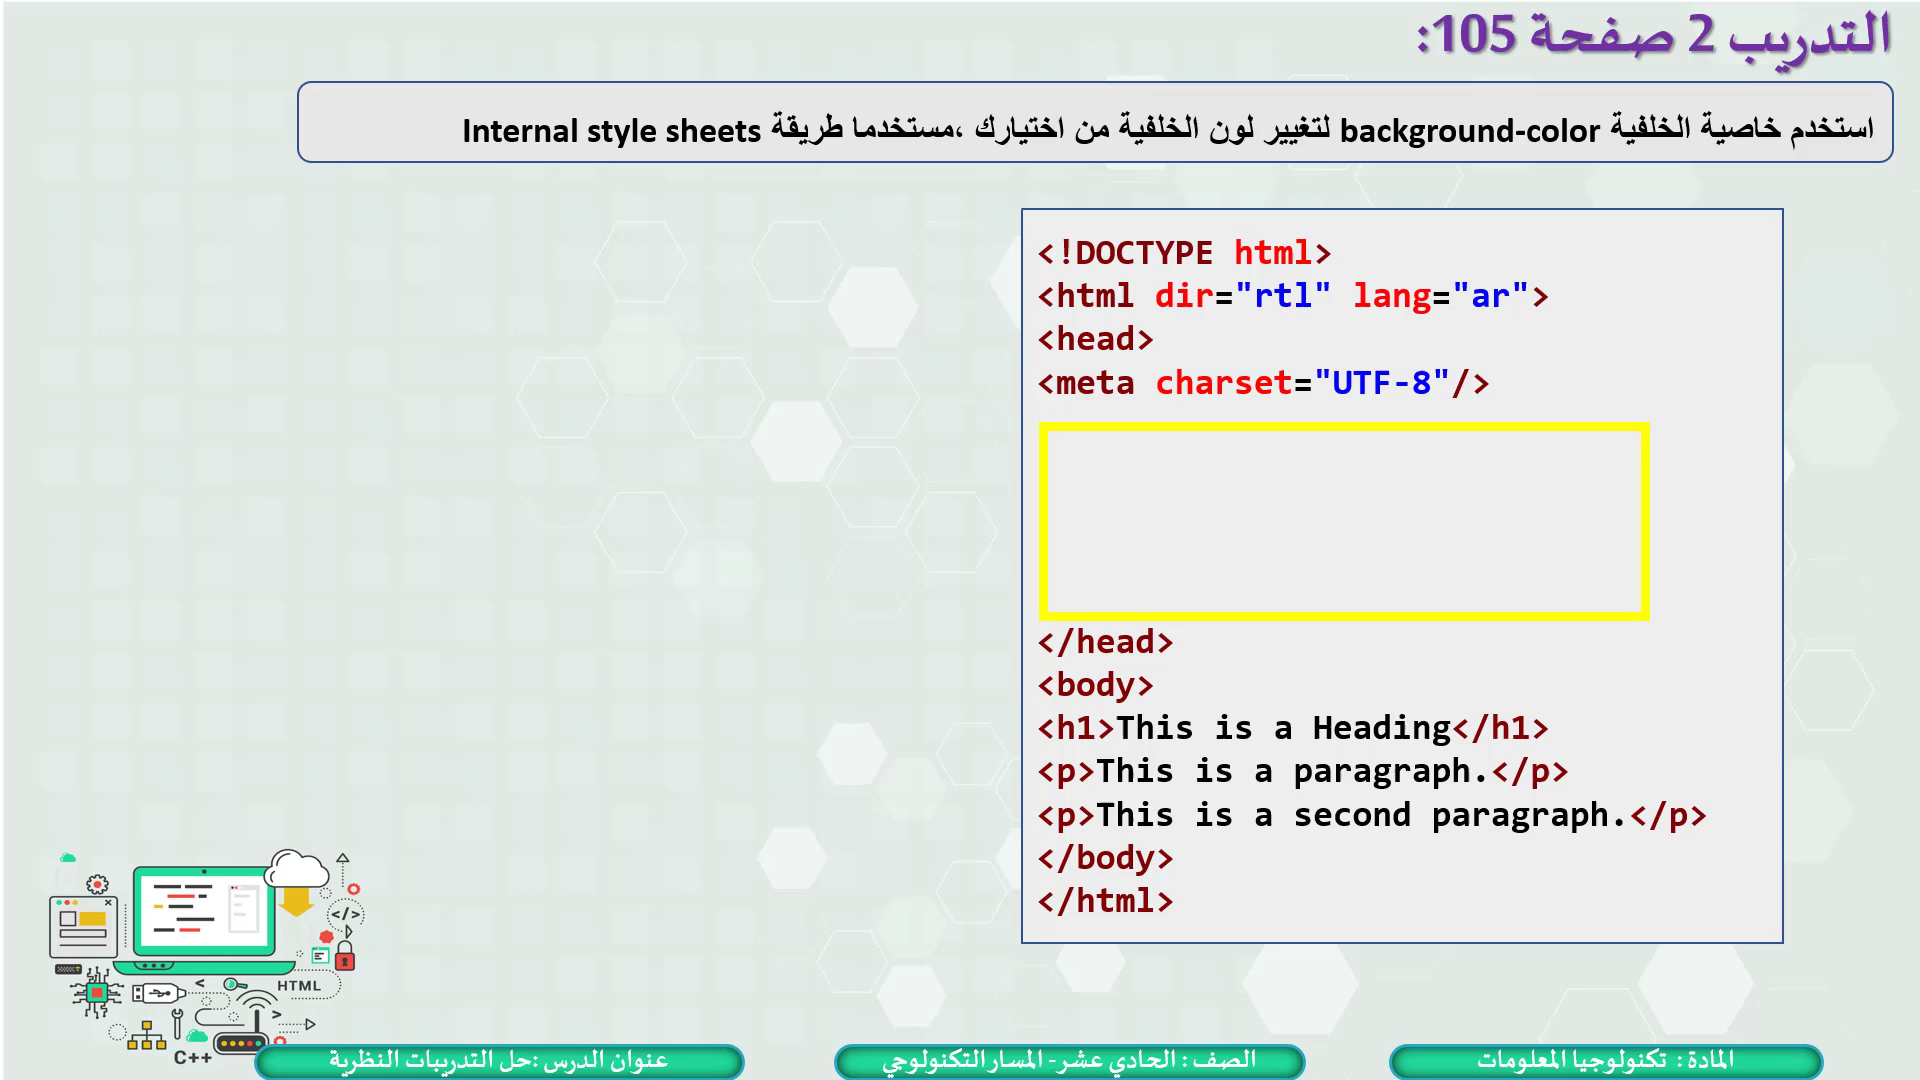 التدريب 2 صفحة 105:
استخدم خاصية الخلفية background-color لتغيير لون الخلفية من اختيارك ،مستخدما طريقة Internal style sheets
<!DOCTYPE html>
<html dir="rtl" lang="ar">
<head>
<meta charset="UTF-8"/>
</head>
<body>
<h1>This is a Heading</h1>
<p>This is a paragraph.</p>
<p>This is a second paragraph.</p>
</body>
</html>
</>
HTML
C++
المادة : تكنولوجيا المعلومات
الصف : الحادي عشر- المسار التكنولوجي
عنوان الدرس :حل التدريبات النظرية